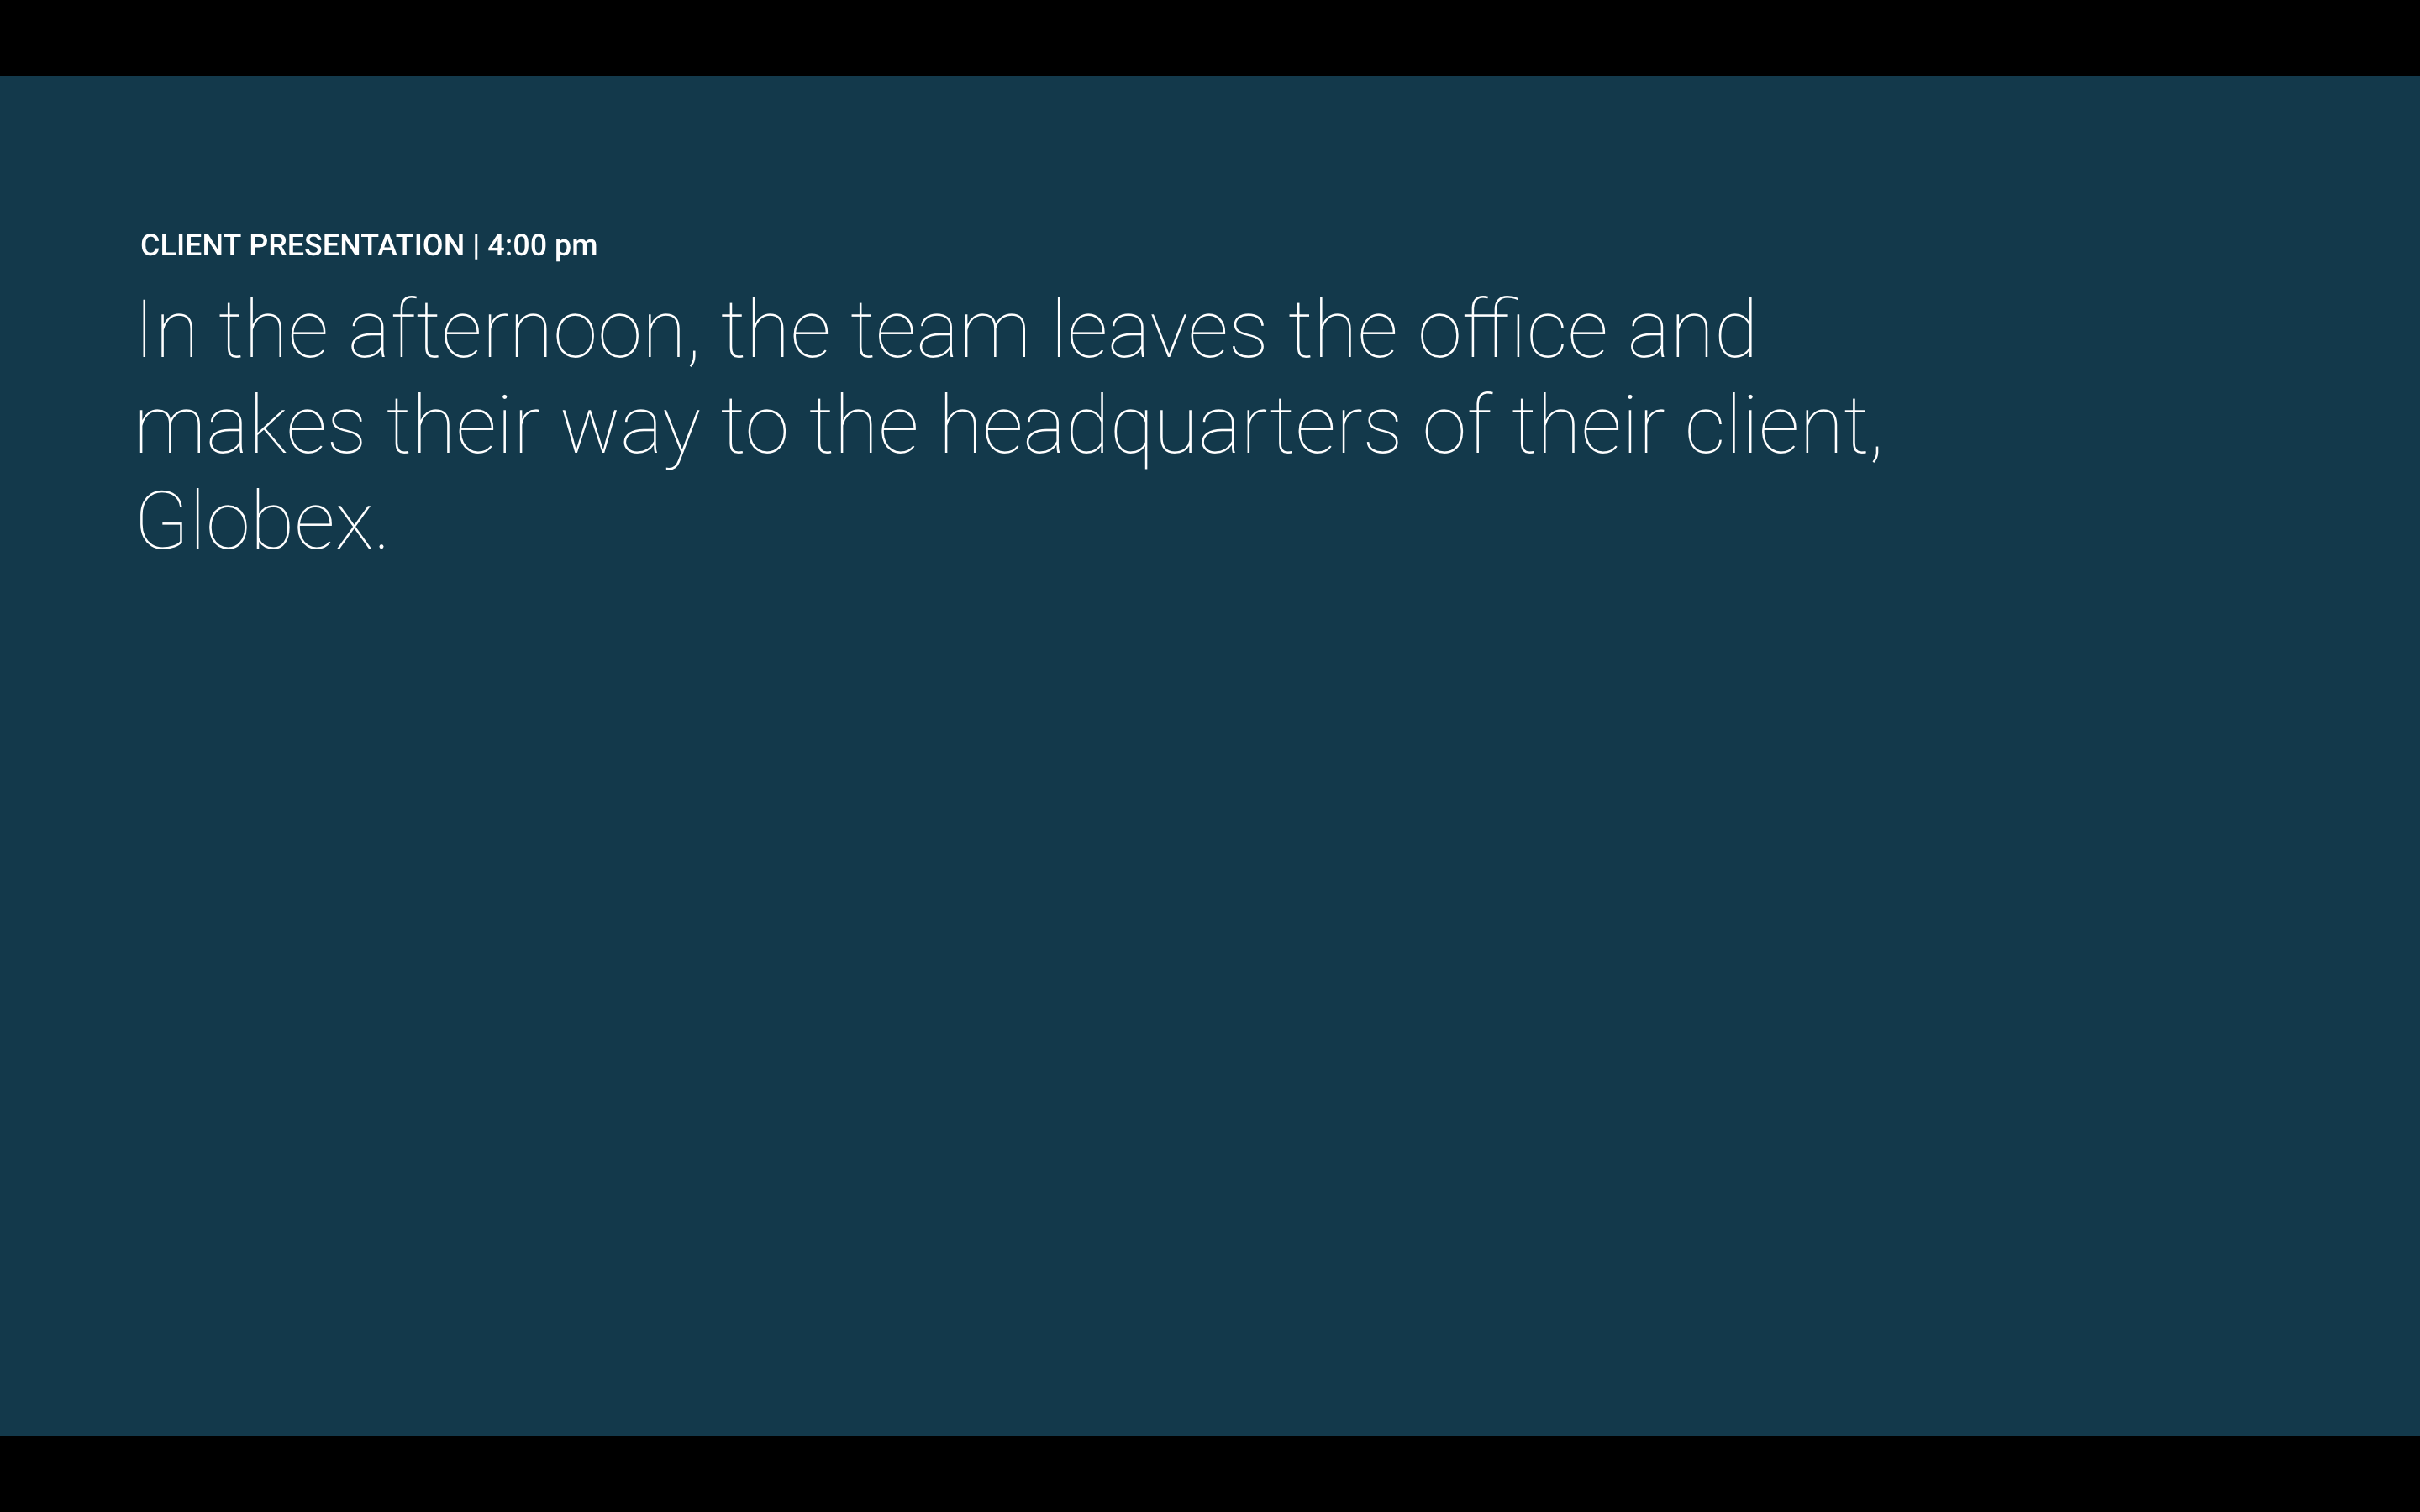 CLIENT PRESENTATION | 4:00 pm
In the afternoon, the team leaves the office and
makes their way to the headquarters of their client,
Globex.